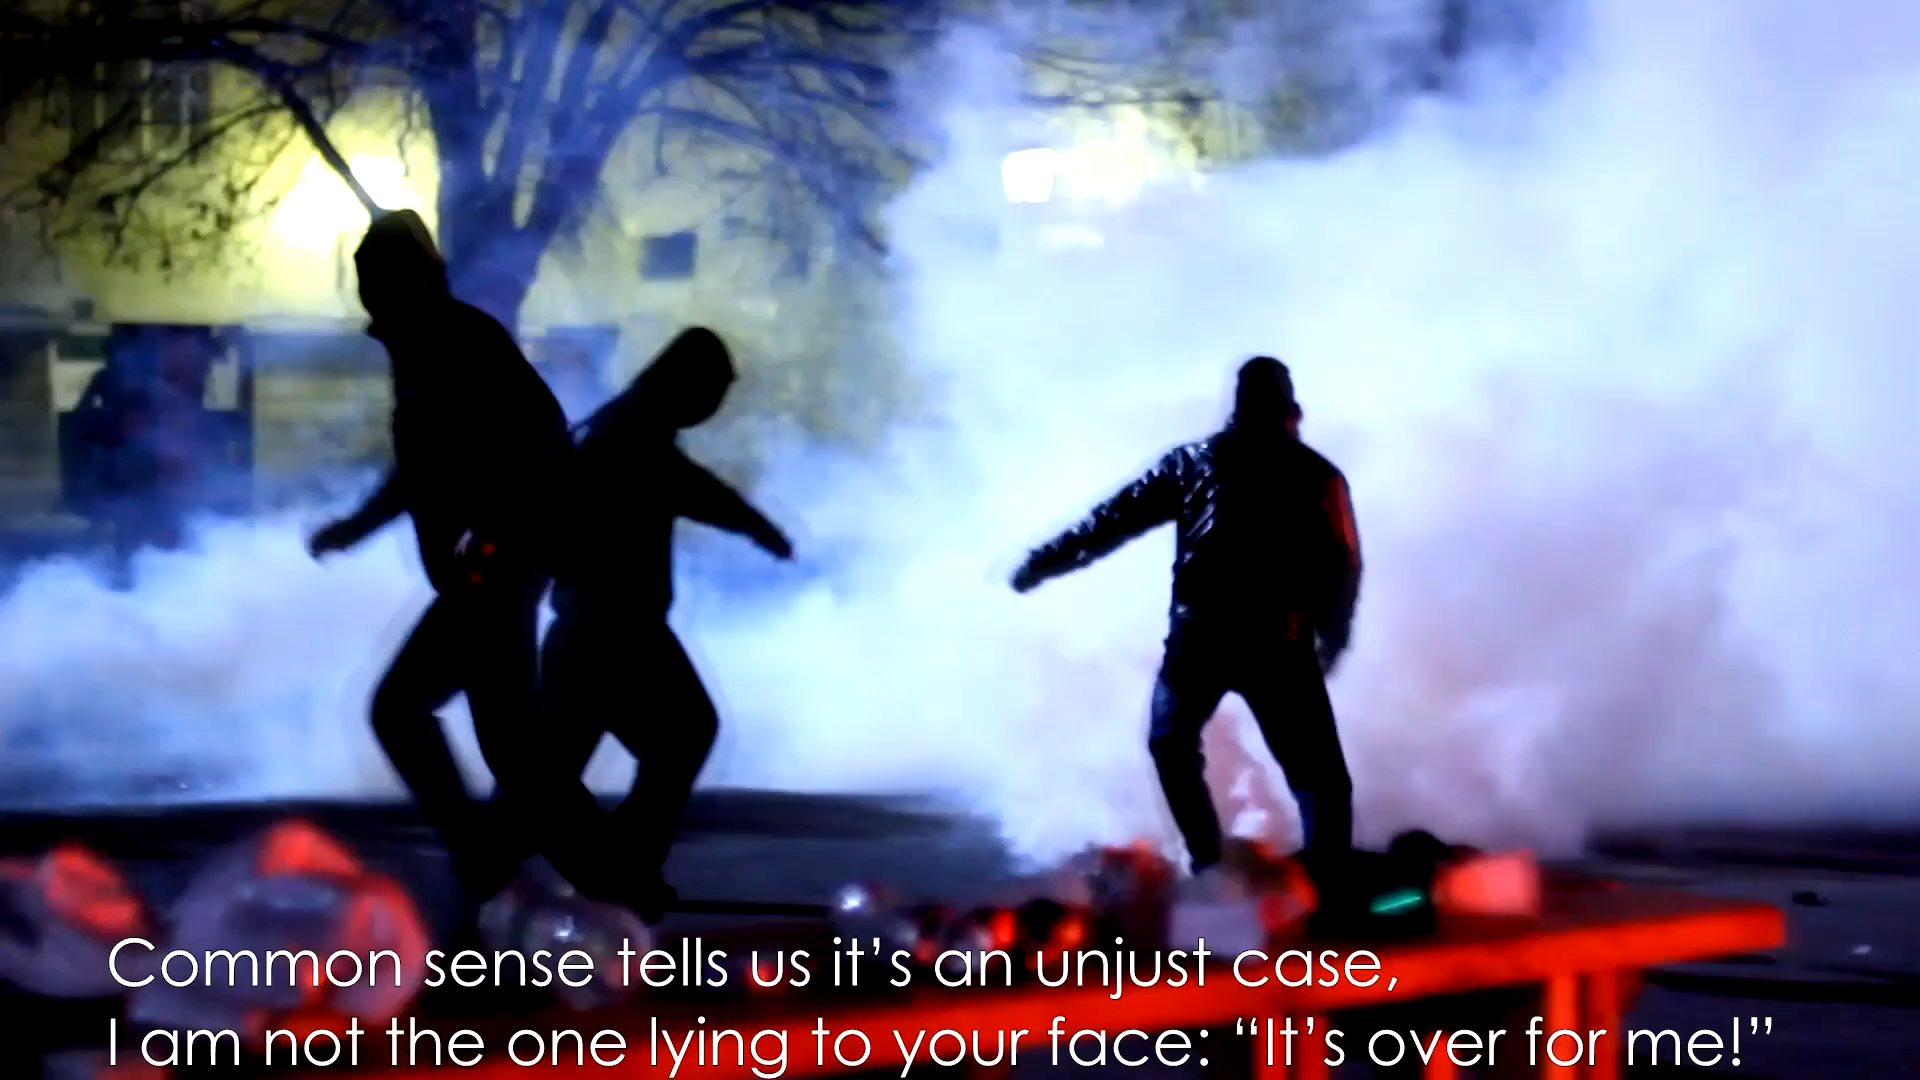 Common sense tells us it’s an unjust case,
I am not the one lying to your face: “It’s over for me!”